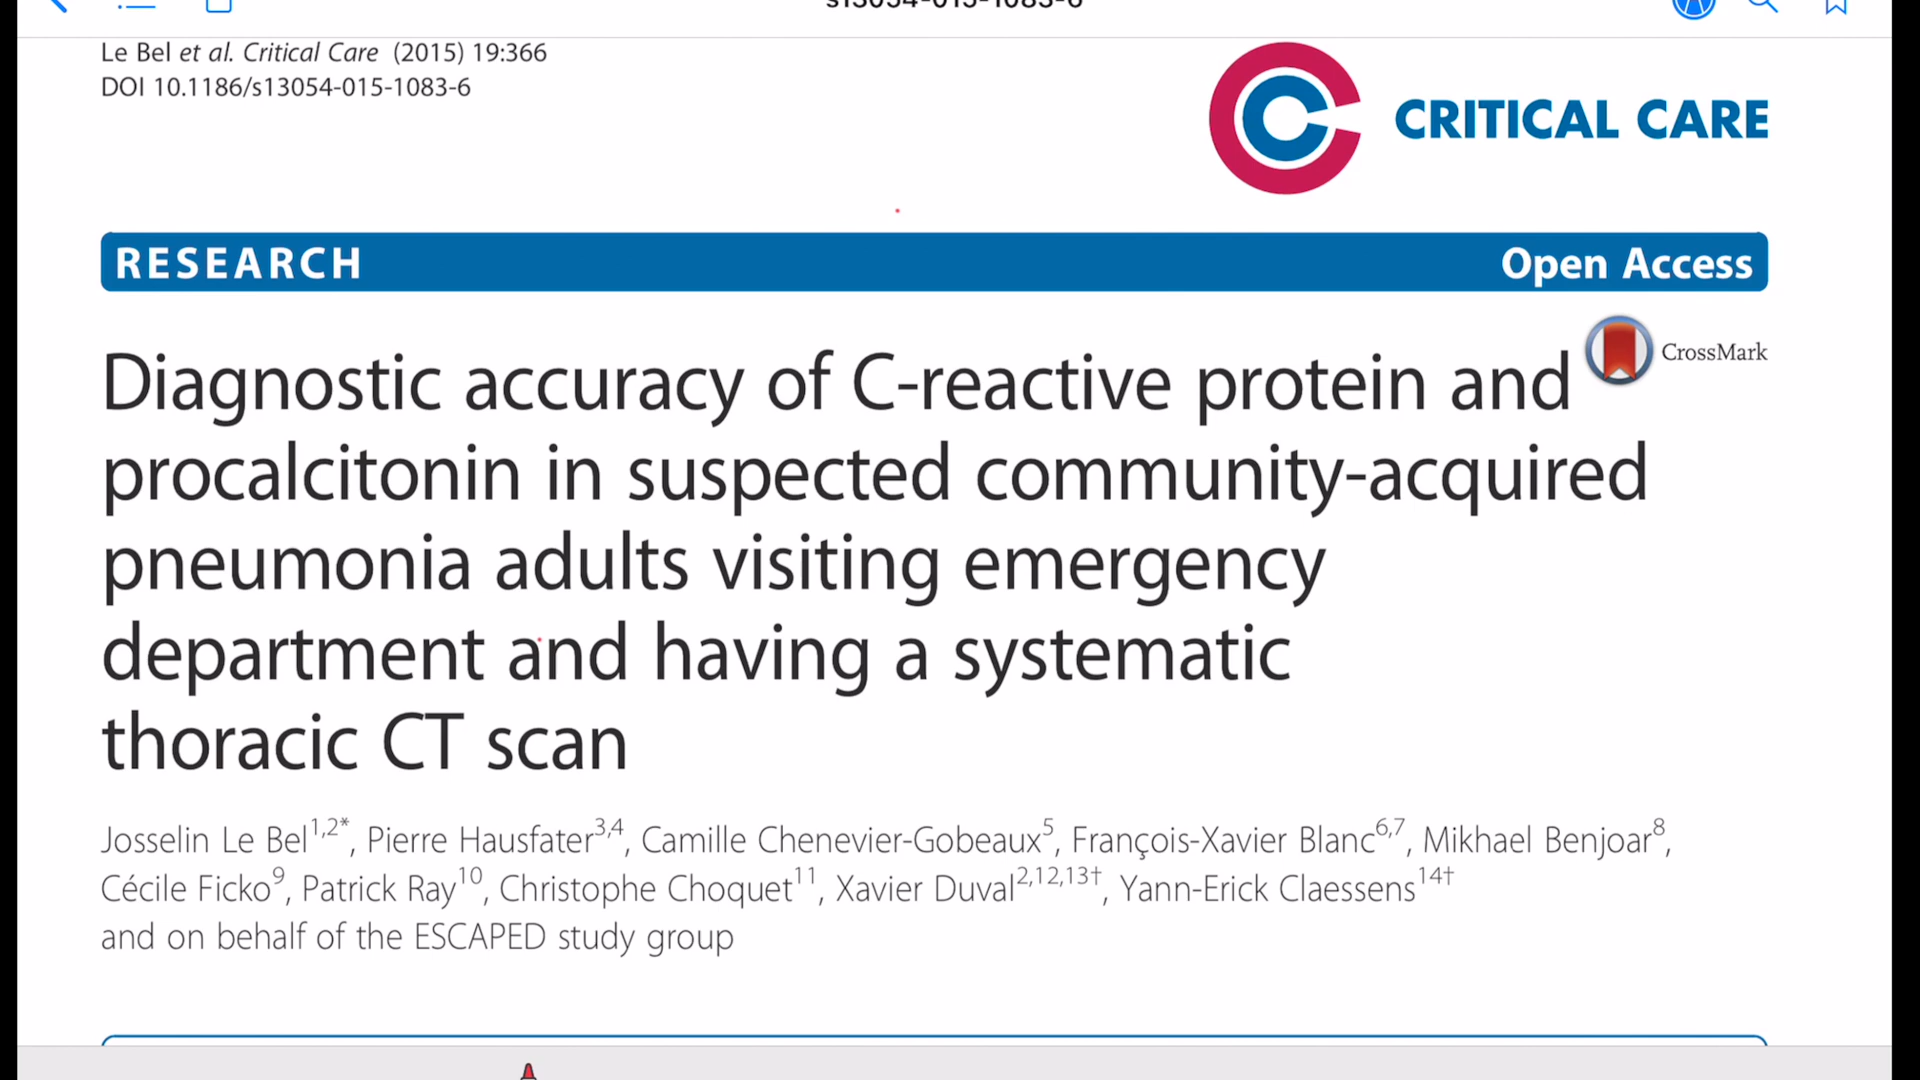 s13054-015-1083-6
Le Bel et al. Critical Care (2015) 19:366
DOI 10.1186/s13054-015-1083-6
CRITICAL CARE
RESEARCH
Open Access
CrossMark
Diagnostic accuracy of C-reactive protein and
procalcitonin in suspected community-acquired
pneumonia adults visiting emergency
department and having a systematic
thoracic CT scan
Josselin Le Bel1,2*, Pierre Hausfater3,4, Camille Chenevier-Gobeaux5, François-Xavier Blanc6,7, Mikhael Benjoar8,
Cécile Ficko9, Patrick Ray10, Christophe Choquet11, Xavier Duval2,12,13†, Yann-Erick Claessens14†
and on behalf of the ESCAPED study group